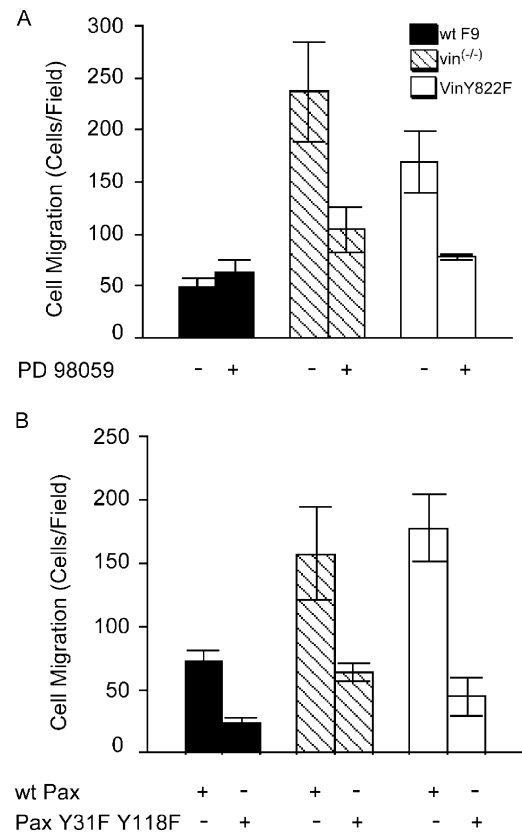 A
wt F9
vin(-/-)
VinY822F
Cell Migration (Cells/Field)
300
250
200
150
100
50
0
PD 98059 - + - + - +
B
Cell Migration (Cells/Field)
250
200
150
100
50
0
wt Pax + - + - + -
Pax Y31F Y118F - + - + - +